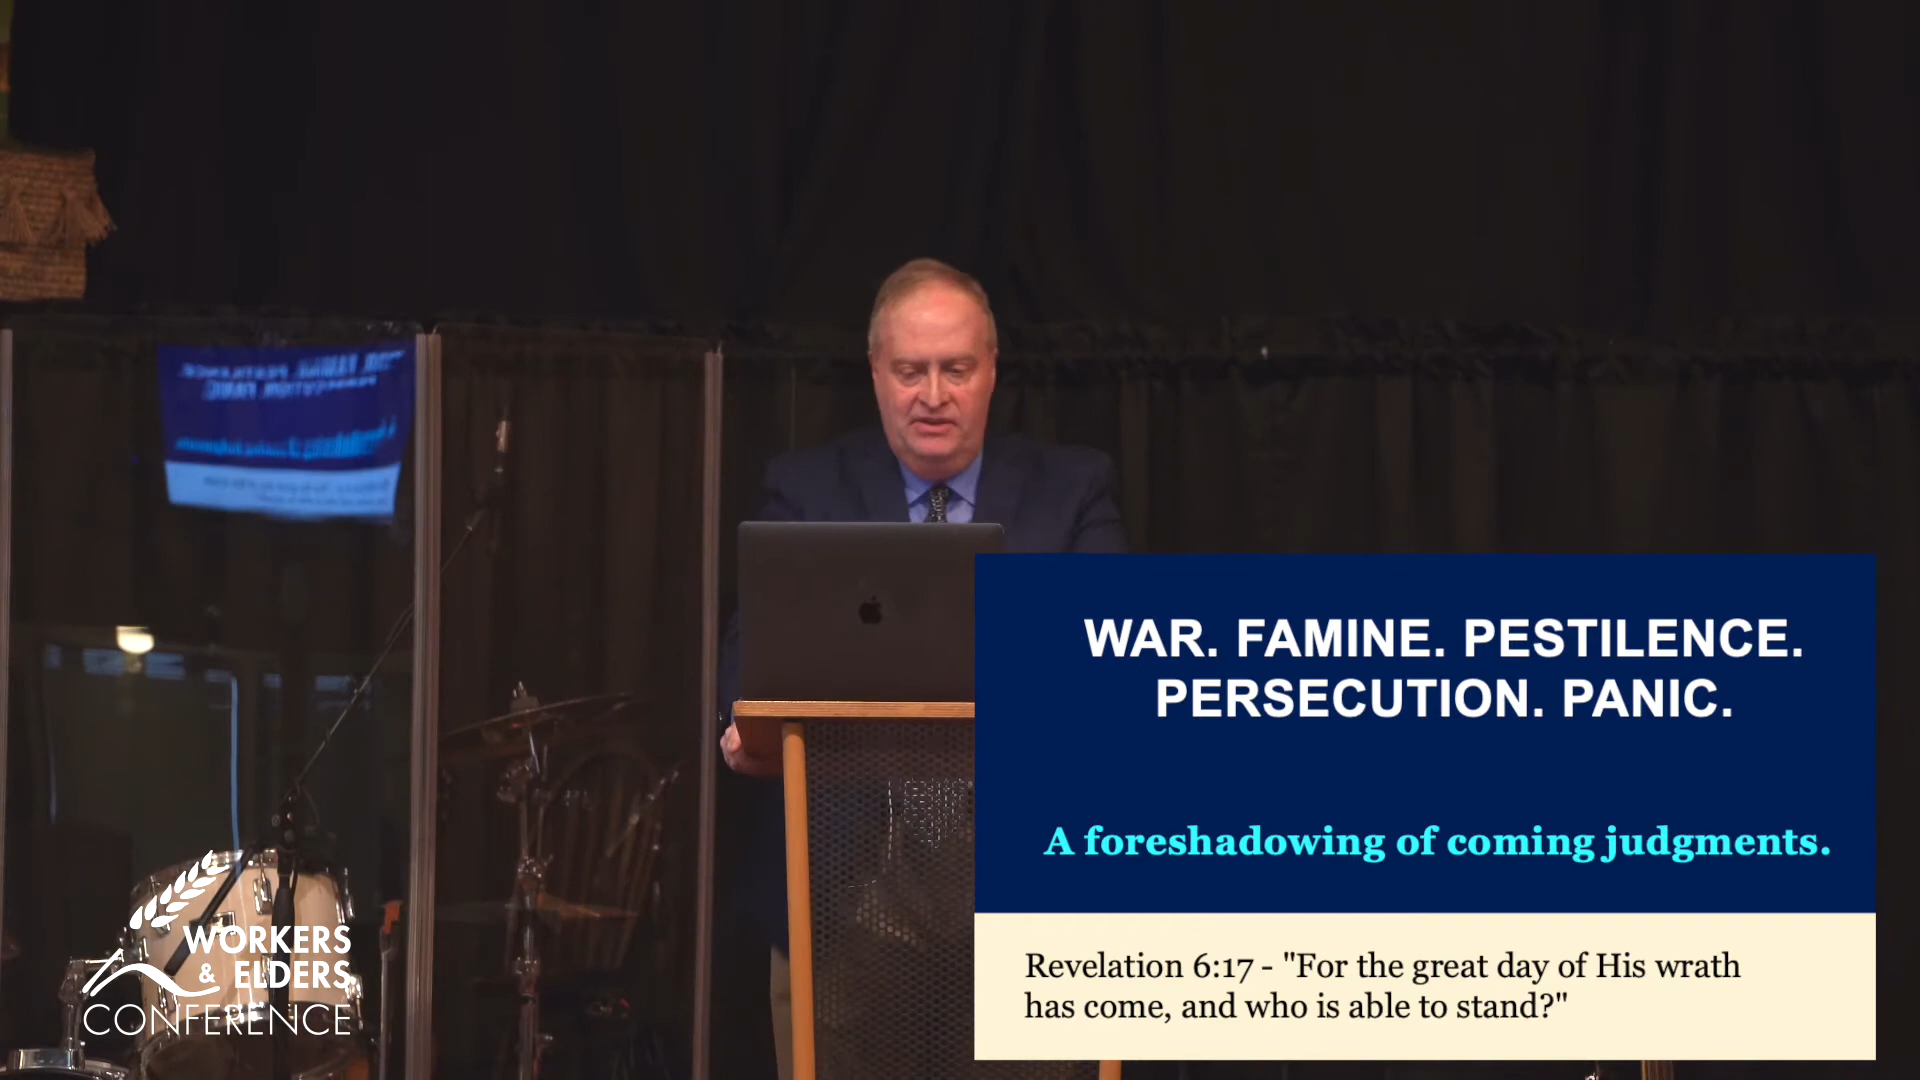 WAR. FAMINE. PESTILENCE.
PERSECUTION. PANIC.
A foreshadowing of coming judgments.
Revelation 6:17 - "For the great day of His wrath
has come, and who is able to stand?"
WORKERS
& ELDERS
CONFERENCE